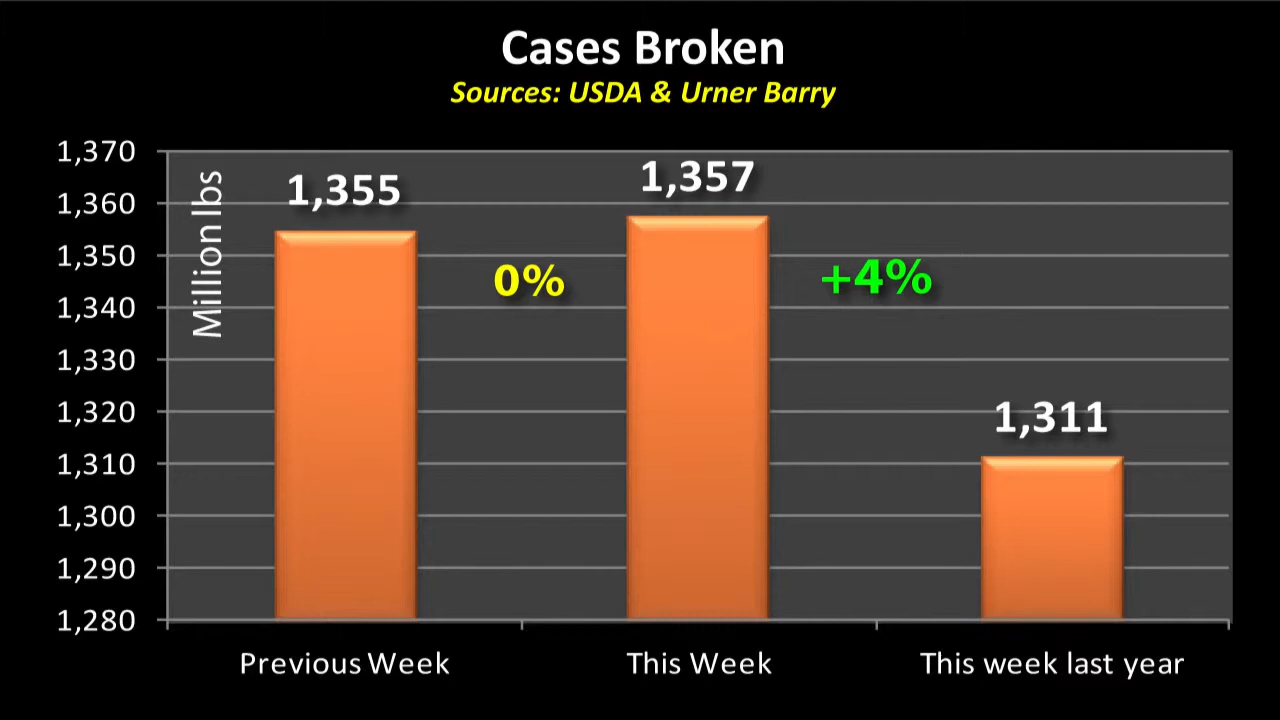 Cases Broken
Sources: USDA & Urner Barry
Million lbs
1,370
1,360
1,350
1,340
1,330
1,320
1,310
1,300
1,290
1,280
1,355
0%
1,357
+4%
1,311
Previous Week
This Week
This week last year